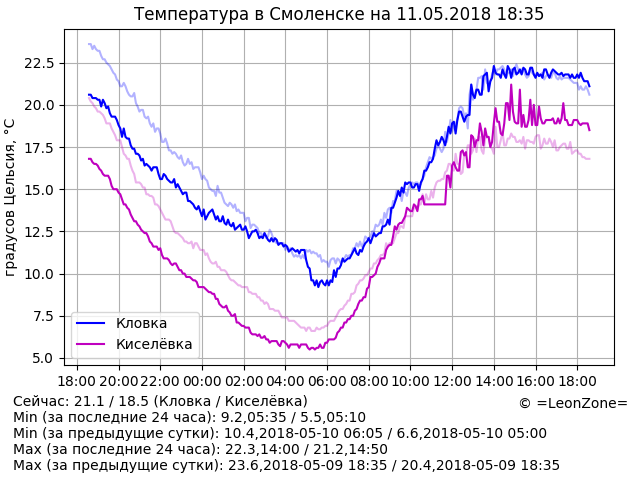 Температура в Смоленске на 11.05.2018 18:35
градусов Цельсия, °C
22.5
20.0
17.5
15.0
12.5
10.0
7.5
5.0
Кловка
Киселёвка
18:00 20:00 22:00 00:00 02:00 04:00 06:00 08:00 10:00 12:00 14:00 16:00 18:00
Сейчас: 21.1 / 18.5 (Кловка / Киселёвка)
© =LeonZone=
Min (за последние 24 часа): 9.2,05:35 / 5.5,05:10
Min (за предыдущие сутки): 10.4,2018-05-10 06:05 / 6.6,2018-05-10 05:00
Max (за последние 24 часа): 22.3,14:00 / 21.2,14:50
Max (за предыдущие сутки): 23.6,2018-05-09 18:35 / 20.4,2018-05-09 18:35